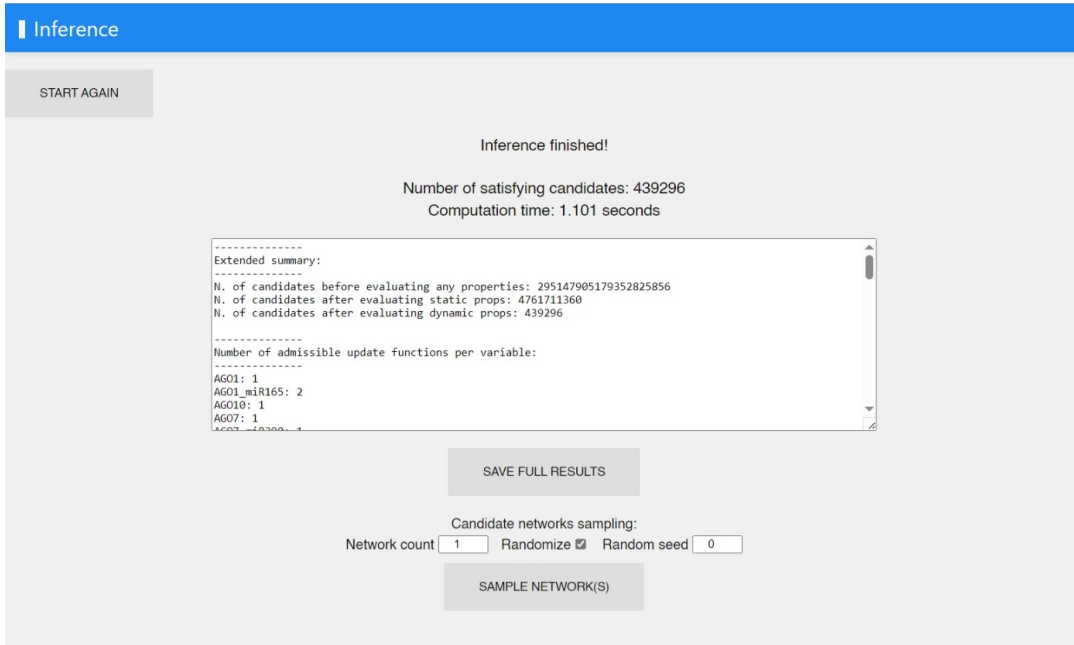 Inference
START AGAIN
Inference finished!
Number of satisfying candidates: 439296
Computation time: 1.101 seconds
--------------
Extended summary:
--------------
N. of candidates before evaluating any properties: 295147905179352825856
N. of candidates after evaluating static props: 4761711360
N. of candidates after evaluating dynamic props: 439296
--------------
Number of admissible update functions per variable:
--------------
AGO1: 1
AGO1_miR165: 2
AGO10: 1
AGO7: 1
SAVE FULL RESULTS
Candidate networks sampling:
Network count 1 Randomize Random seed 0
SAMPLE NETWORK(S)